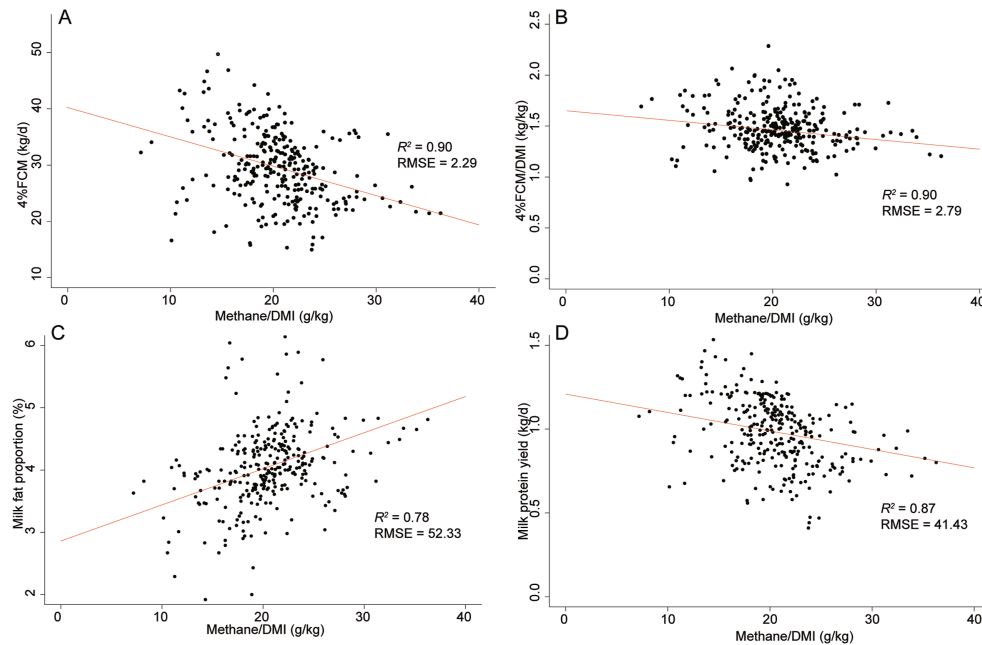 A
4%FCM (kg/d)
50
40
30
20
10
R² = 0.90
RMSE = 2.29
0 10 20 30 40
Methane/DMI (g/kg)
B
4%FCM/DMI (kg/kg)
2.5
2.0
1.5
1.0
0.5
0.0
R² = 0.90
RMSE = 2.79
0 10 20 30 40
Methane/DMI (g/kg)
C
Milk fat proportion (%)
6
5
4
3
2
R² = 0.78
RMSE = 52.33
0 10 20 30 40
Methane/DMI (g/kg)
D
Milk protein yield (kg/d)
1.5
1.0
0.5
0.0
R² = 0.87
RMSE = 41.43
0 10 20 30 40
Methane/DMI (g/kg)